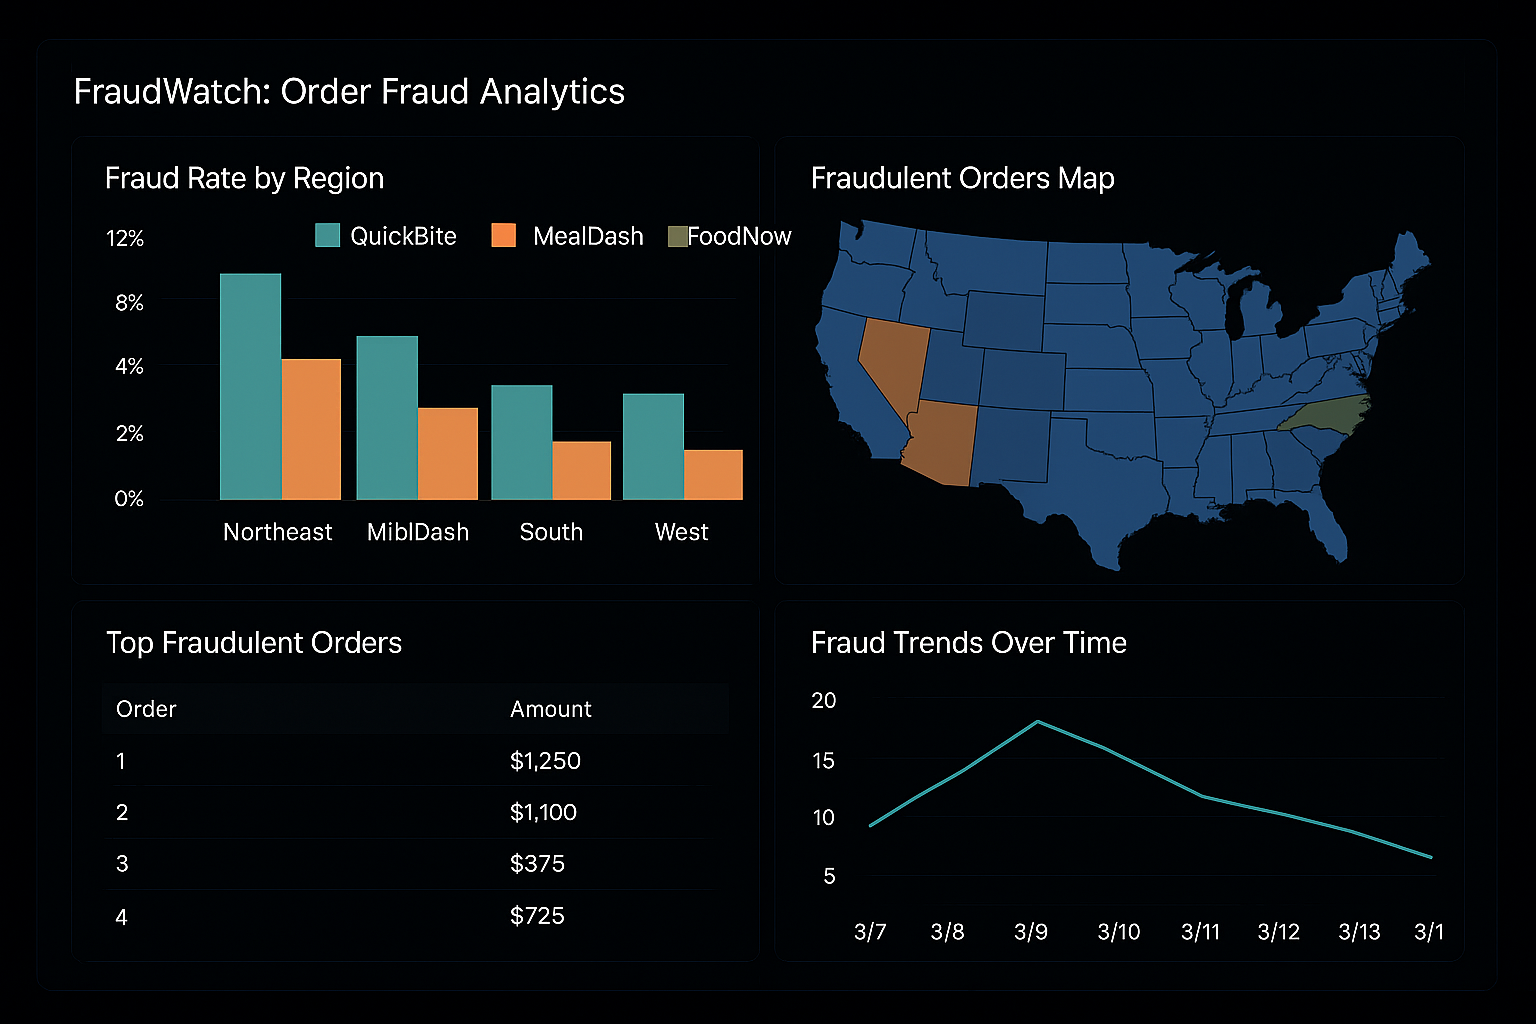 FraudWatch: Order Fraud Analytics
Fraud Rate by Region
QuickBite MealDash FoodNow
12%
8%
4%
2%
0%
Northeast MiblDash South West
Fraudulent Orders Map
Top Fraudulent Orders
Order Amount
1 $1,250
2 $1,100
3 $375
4 $725
Fraud Trends Over Time
20
15
10
5
3/7 3/8 3/9 3/10 3/11 3/12 3/13 3/1